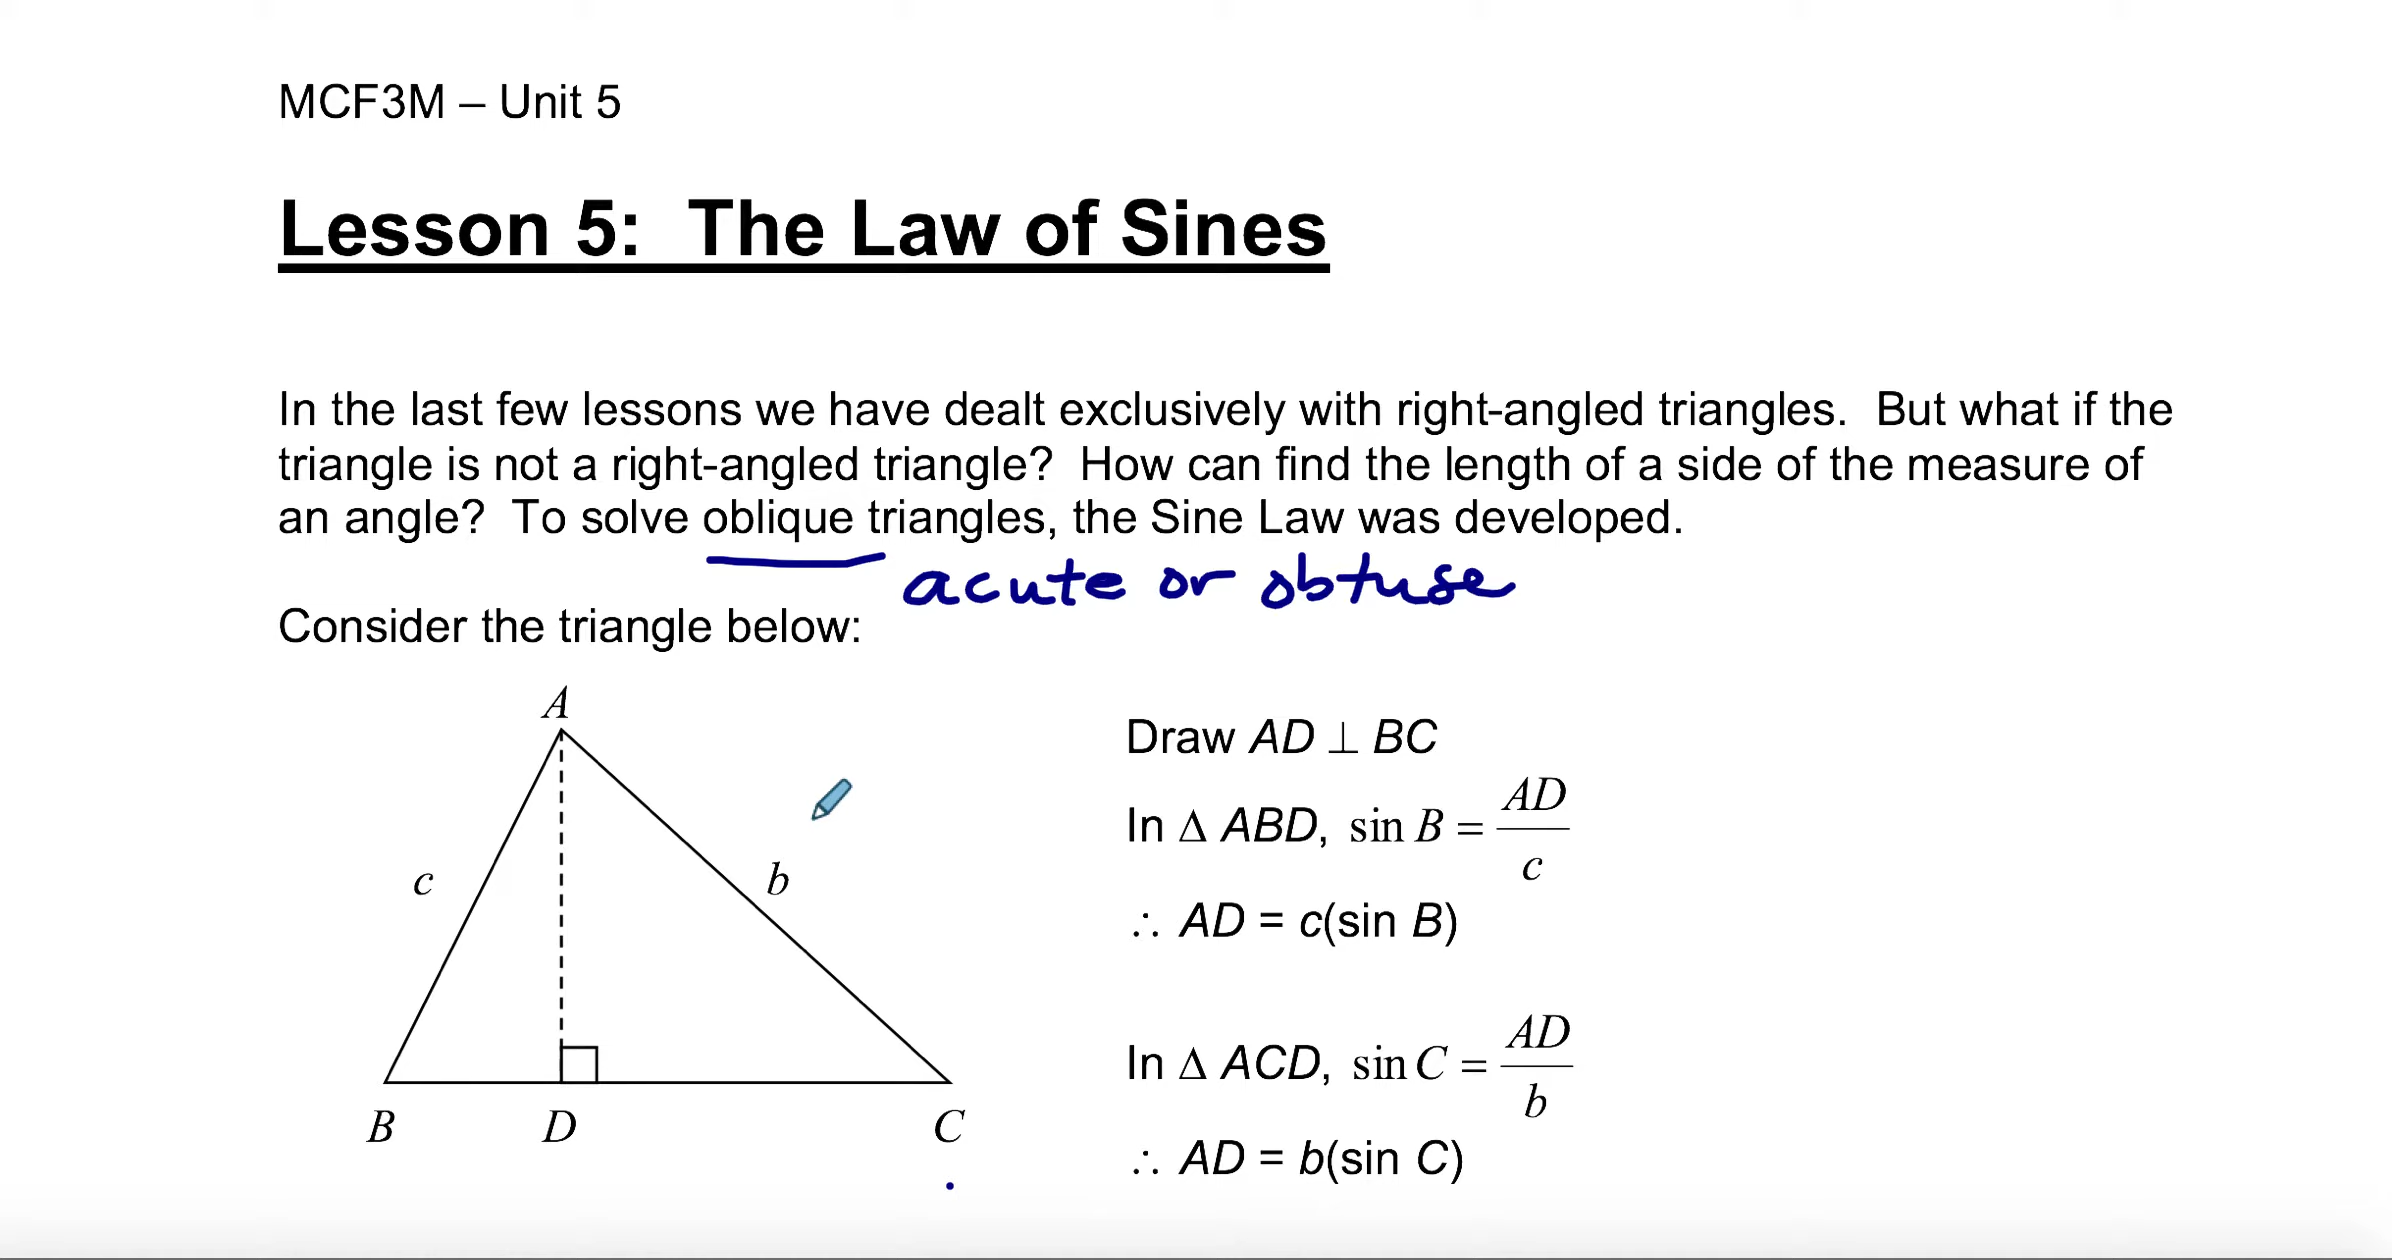 MCF3M – Unit 5
Lesson 5: The Law of Sines
In the last few lessons we have dealt exclusively with right-angled triangles. But what if the
triangle is not a right-angled triangle? How can find the length of a side of the measure of
an angle? To solve oblique triangles, the Sine Law was developed.
acute or obtuse
Consider the triangle below:
A
c
b
B D C
Draw AD ⊥ BC
In Δ ABD, sin B = AD/c
∴ AD = c(sin B)
In Δ ACD, sin C = AD/b
∴ AD = b(sin C)